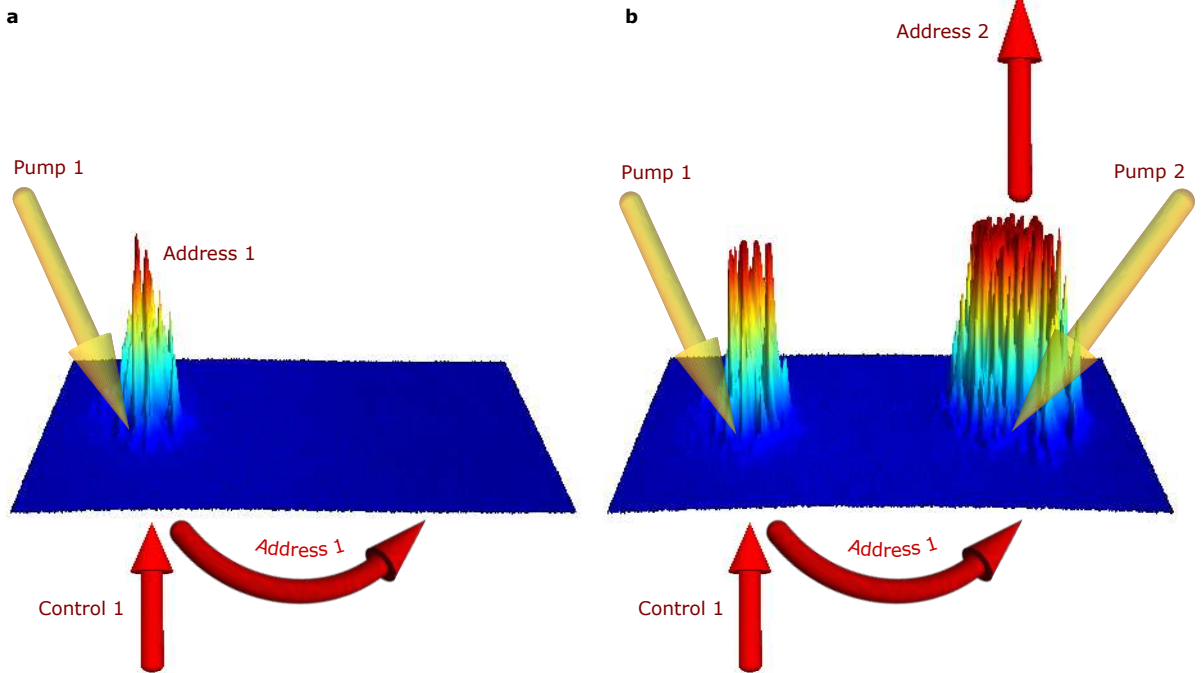 a
Pump 1
Address 1
Address 1
Control 1
b
Address 2
Pump 1
Pump 2
Address 1
Control 1